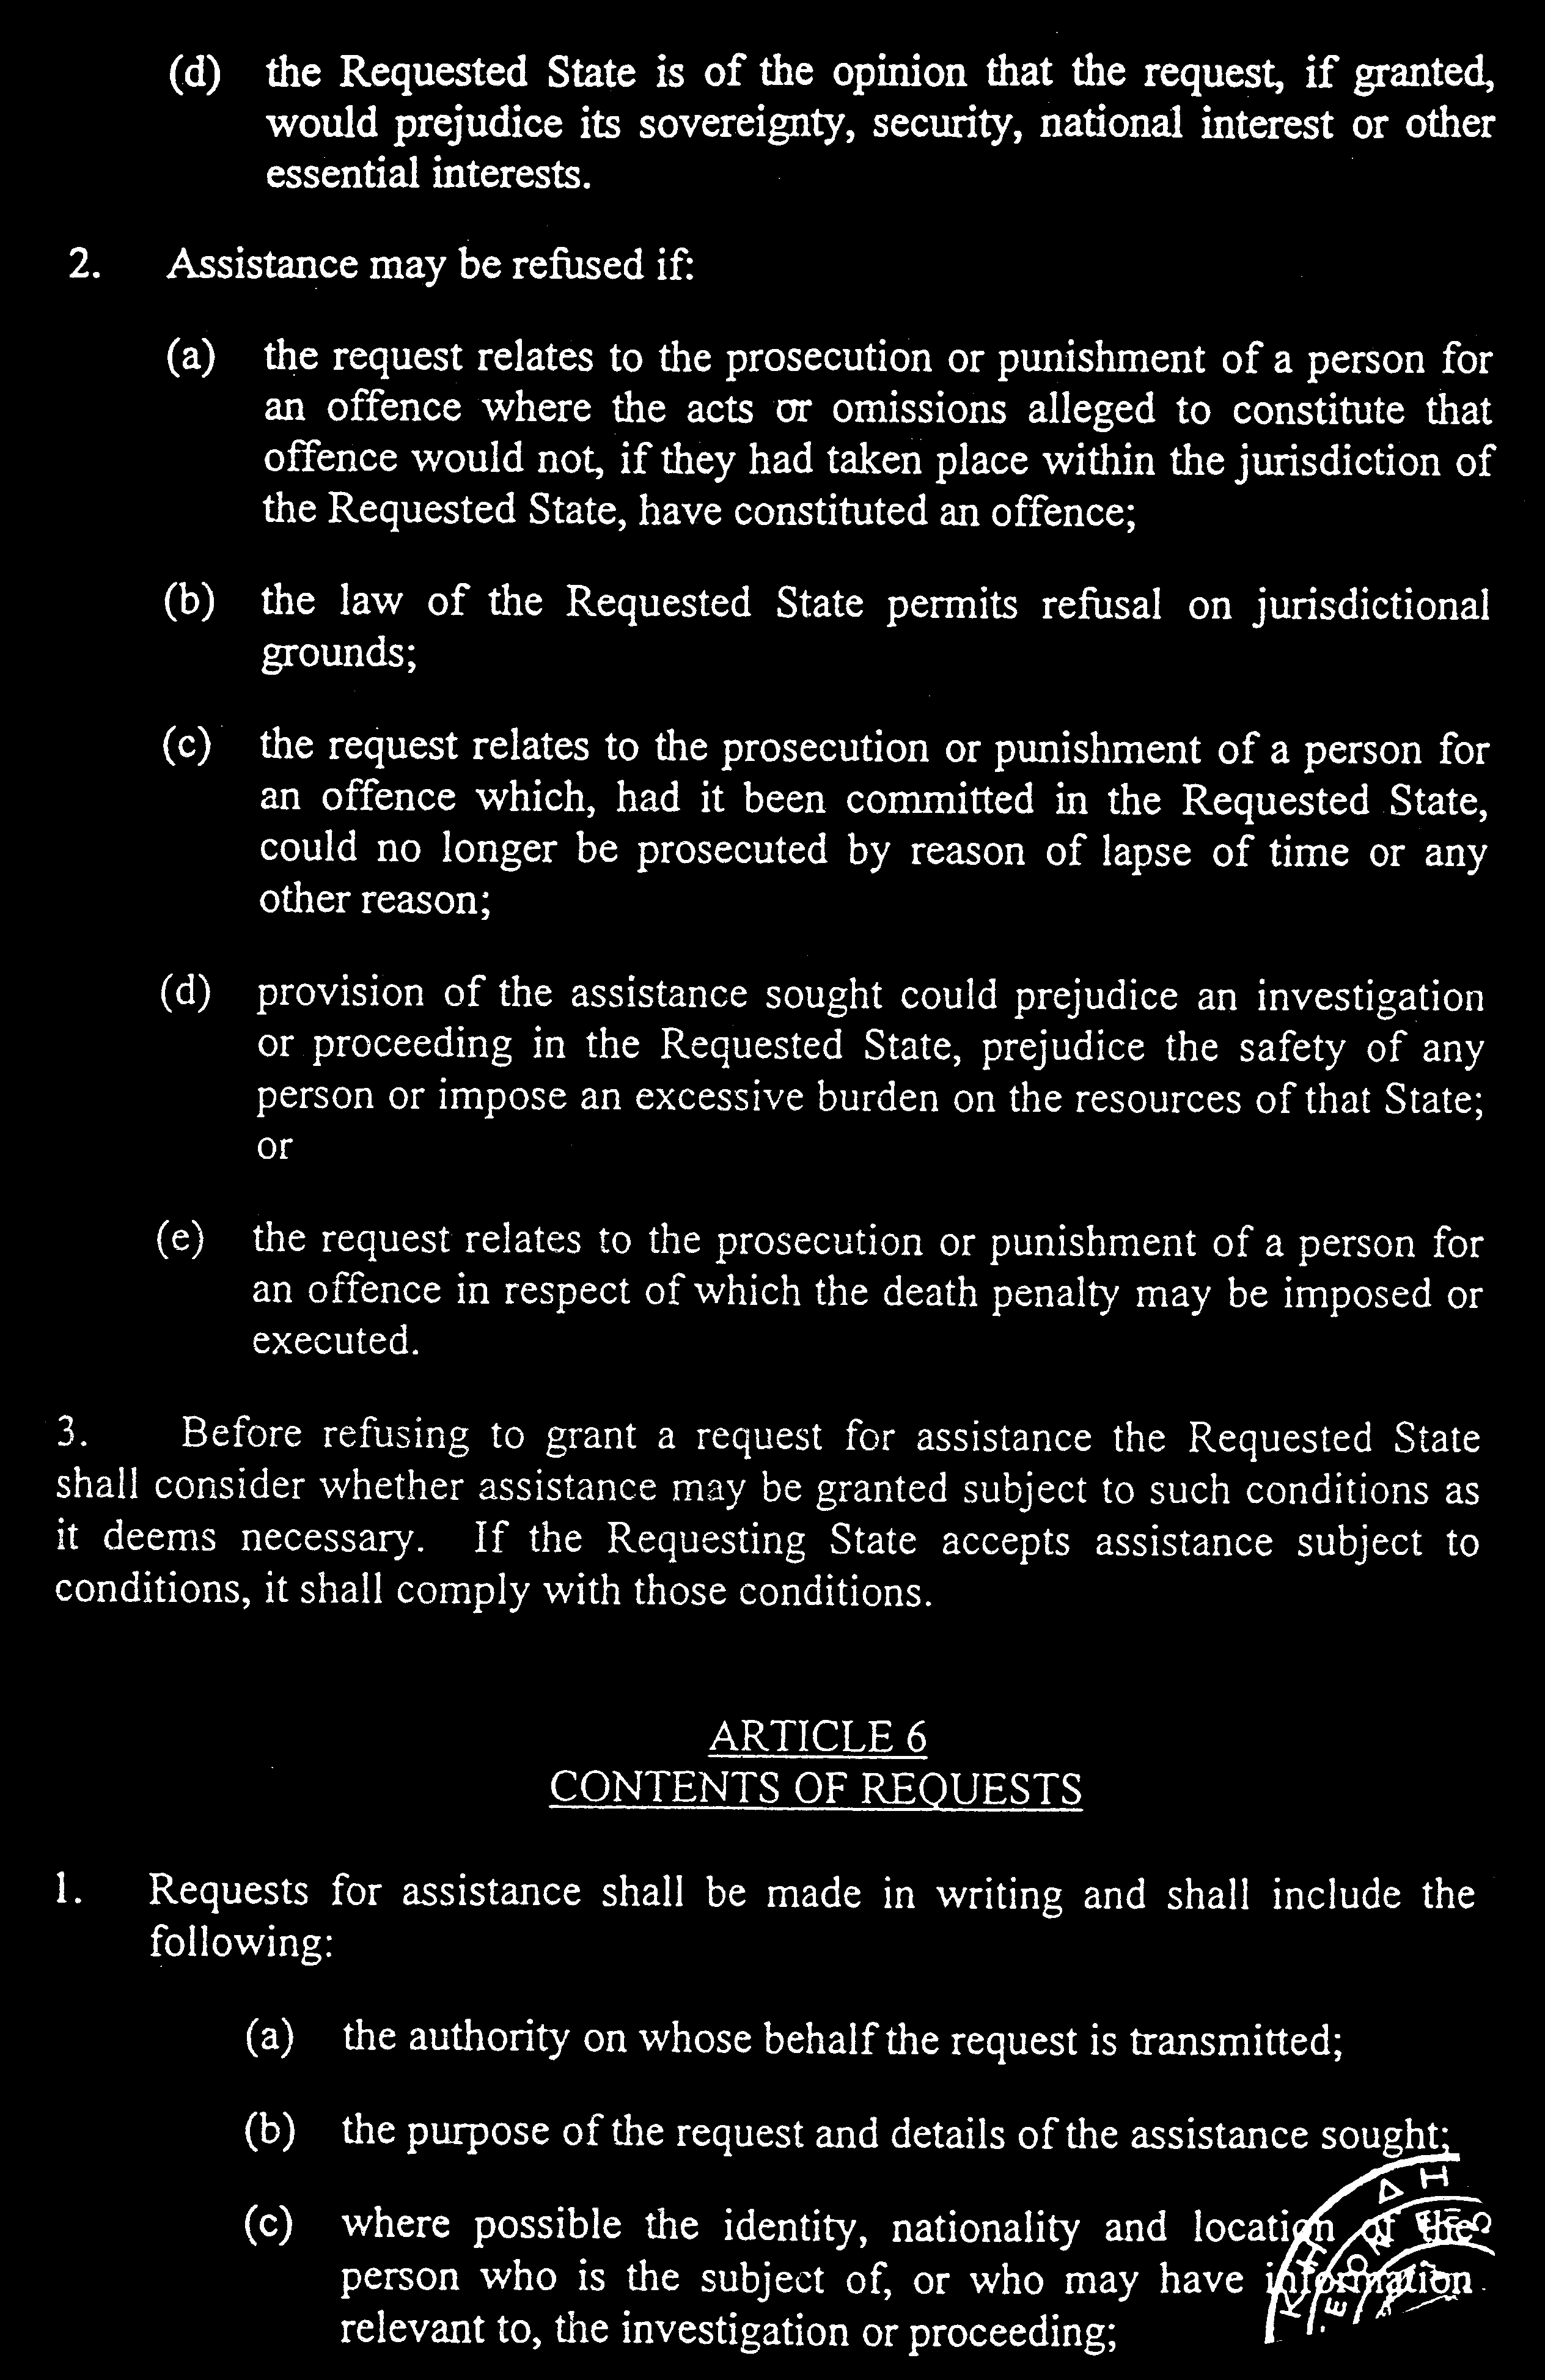 (d) the Requested State is of the opinion that the request, if granted,
would prejudice its sovereignty, security, national interest or other
essential interests.
2. Assistance may be refused if:
(a) the request relates to the prosecution or punishment of a person for
an offence where the acts or omissions alleged to constitute that
offence would not, if they had taken place within the jurisdiction of
the Requested State, have constituted an offence;
(b) the law of the Requested State permits refusal on jurisdictional
grounds;
(c) the request relates to the prosecution or punishment of a person for
an offence which, had it been committed in the Requested State,
could no longer be prosecuted by reason of lapse of time or any
other reason;
(d) provision of the assistance sought could prejudice an investigation
or proceeding in the Requested State, prejudice the safety of any
person or impose an excessive burden on the resources of that State;
or
(e) the request relates to the prosecution or punishment of a person for
an offence in respect of which the death penalty may be imposed or
executed.
3. Before refusing to grant a request for assistance the Requested State
shall consider whether assistance may be granted subject to such conditions as
it deems necessary. If the Requesting State accepts assistance subject to
conditions, it shall comply with those conditions.
ARTICLE 6
CONTENTS OF REQUESTS
1. Requests for assistance shall be made in writing and shall include the
following:
(a) the authority on whose behalf the request is transmitted;
(b) the purpose of the request and details of the assistance sought;
(c) where possible the identity, nationality and location of the
person who is the subject of, or who may have information
relevant to, the investigation or proceeding;